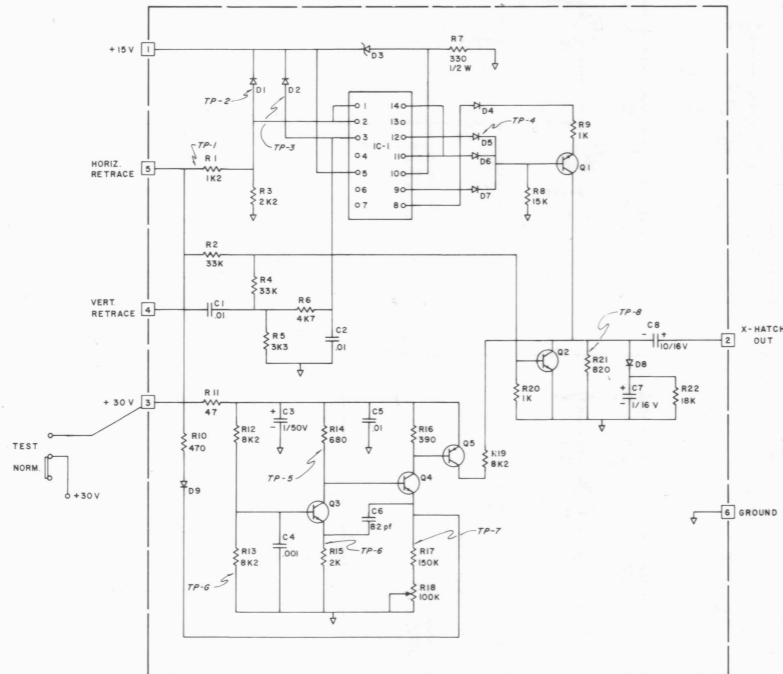 +15V
1
D3
R7
330
1/2 W
D1
D2
TP-2
TP-3
1
2
3
4
5
6
7
IC-1
14
13
12
11
10
9
8
D4
TP-4
D5
D6
D7
R9
1K
Q1
R8
15K
TP-1
HORIZ.
RETRACE
5
R1
1K2
R3
2K2
R2
33K
R4
33K
VERT.
RETRACE
4
C1
.01
R6
4K7
R5
3K3
C2
.01
TP-8
C8
- +
10/16V
2
X-HATCH
OUT
Q2
R21
820
D8
R20
1K
+
C7
1/16 V
-
R22
18K
+30V
3
R11
47
TEST
NORM.
+30V
R10
470
D9
R12
8K2
+
C3
1/50V
-
R14
680
C5
.01
R16
390
Q5
R19
8K2
TP-5
Q4
Q3
C6
82 pf
C4
.001
R13
8K2
R15
2K
TP-6
TP-7
R17
150K
TP-G
R18
100K
6
GROUND